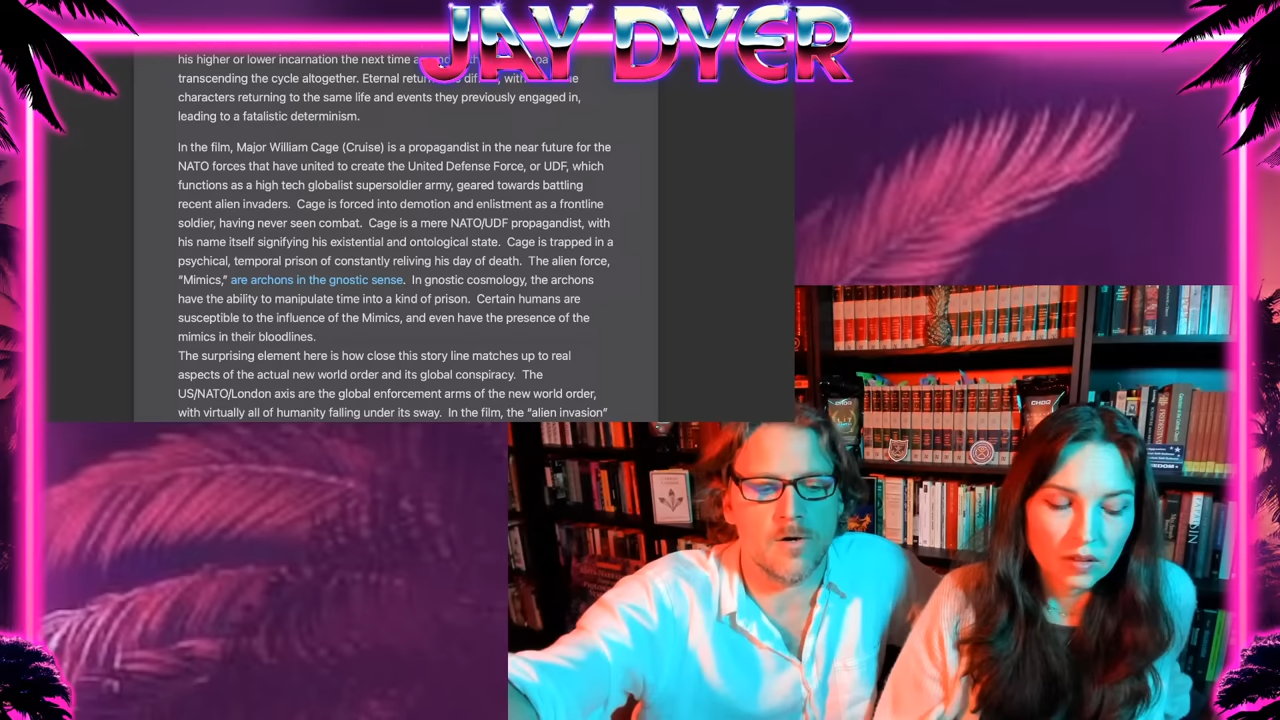 JAY DYER
his higher or lower incarnation the next time
transcending the cycle altogether. Eternal
characters returning to the same life and events they previously engaged in,
leading to a fatalistic determinism.
In the film, Major William Cage (Cruise) is a propagandist in the near future for the
NATO forces that have united to create the United Defense Force, or UDF, which
functions as a high tech globalist supersoldier army, geared towards battling
recent alien invaders. Cage is forced into demotion and enlistment as a frontline
soldier, having never seen combat. Cage is a mere NATO/UDF propagandist, with
his name itself signifying his existential and ontological state. Cage is trapped in a
psychical, temporal prison of constantly reliving his day of death. The alien force,
“Mimics,” are archons in the gnostic sense. In gnostic cosmology, the archons
have the ability to manipulate time into a kind of prison. Certain humans are
susceptible to the influence of the Mimics, and even have the presence of the
mimics in their bloodlines.
The surprising element here is how close this story line matches up to real
aspects of the actual new world order and its global conspiracy. The
US/NATO/London axis are the global enforcement arms of the new world order,
with virtually all of humanity falling under its sway. In the film, the “alien invasion”
CHOQ
CHOQ